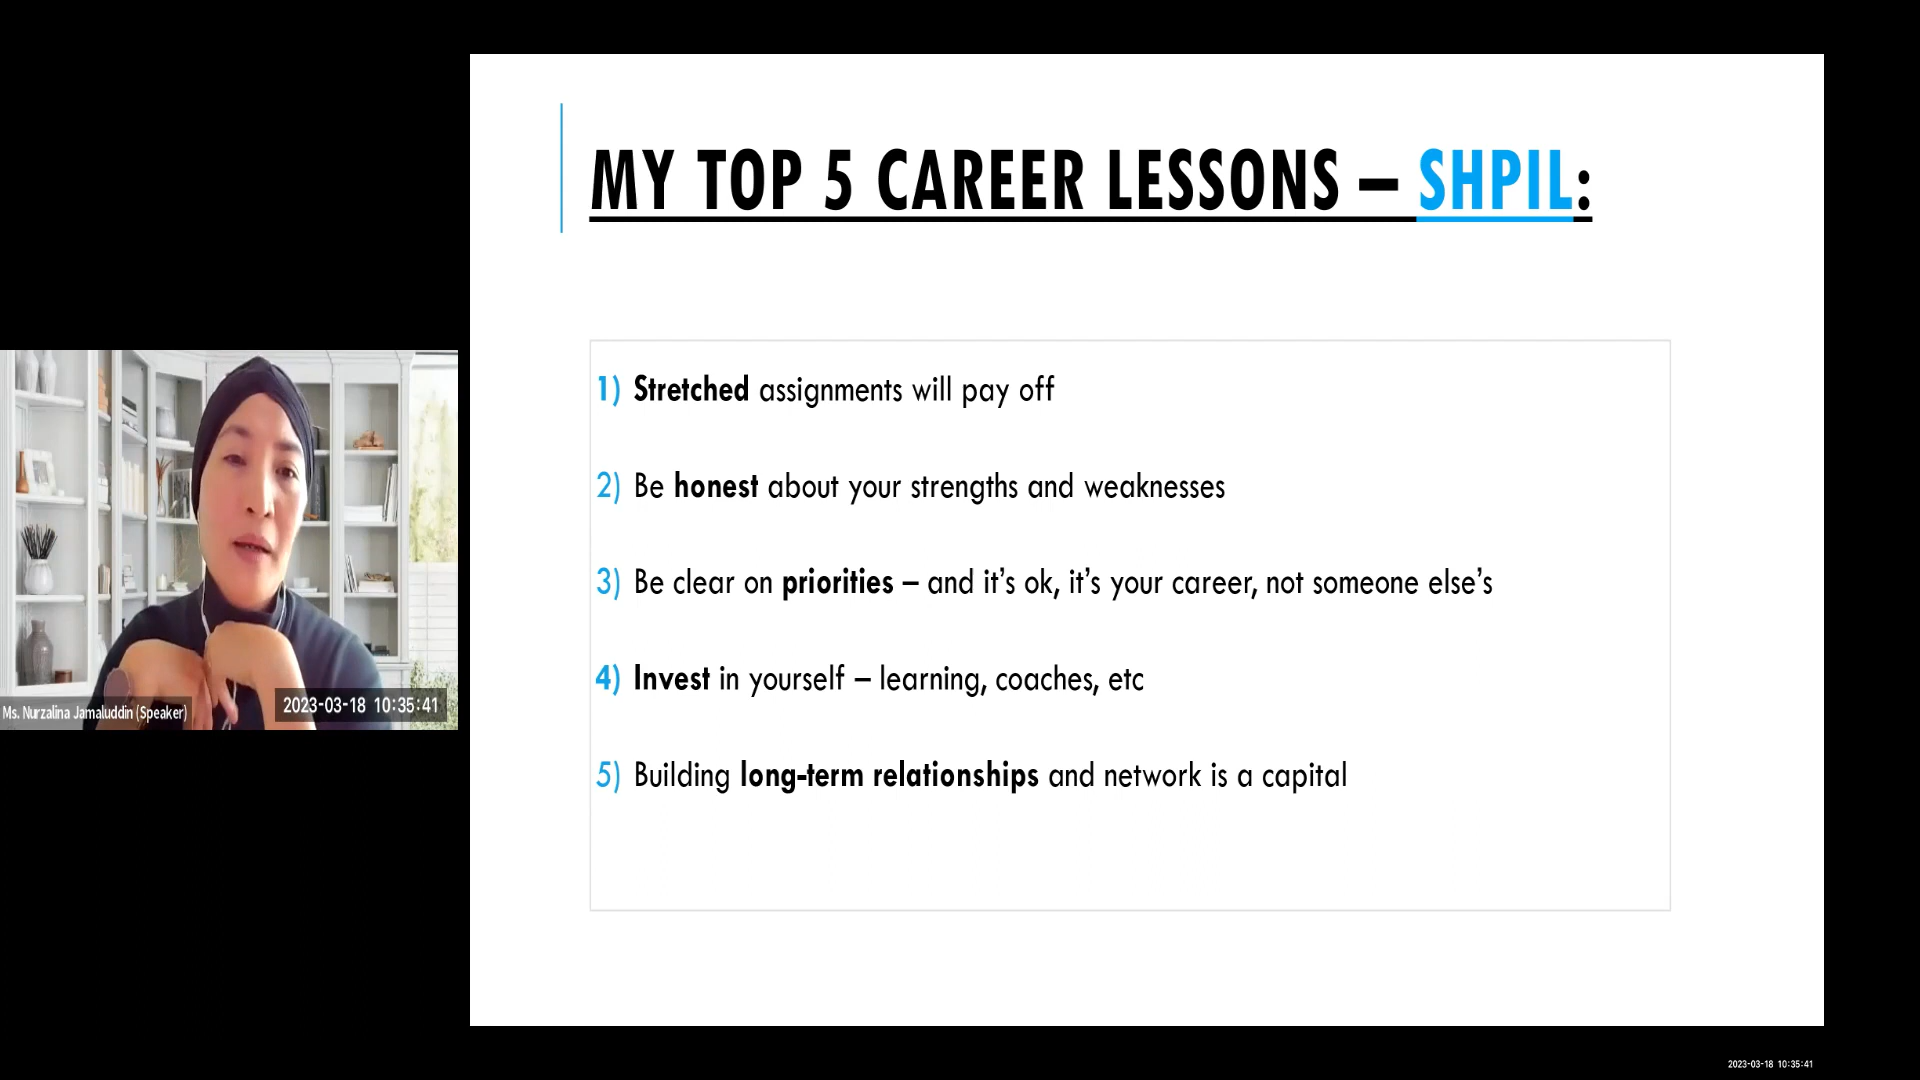 MY TOP 5 CAREER LESSONS – SHPIL:
1) Stretched assignments will pay off
2) Be honest about your strengths and weaknesses
3) Be clear on priorities – and it's ok, it's your career, not someone else's
4) Invest in yourself – learning, coaches, etc
5) Building long-term relationships and network is a capital
Ms. Nurzalina Jamaluddin (Speaker)
2023-03-18 10:35:41
2023-03-18 10:35:41